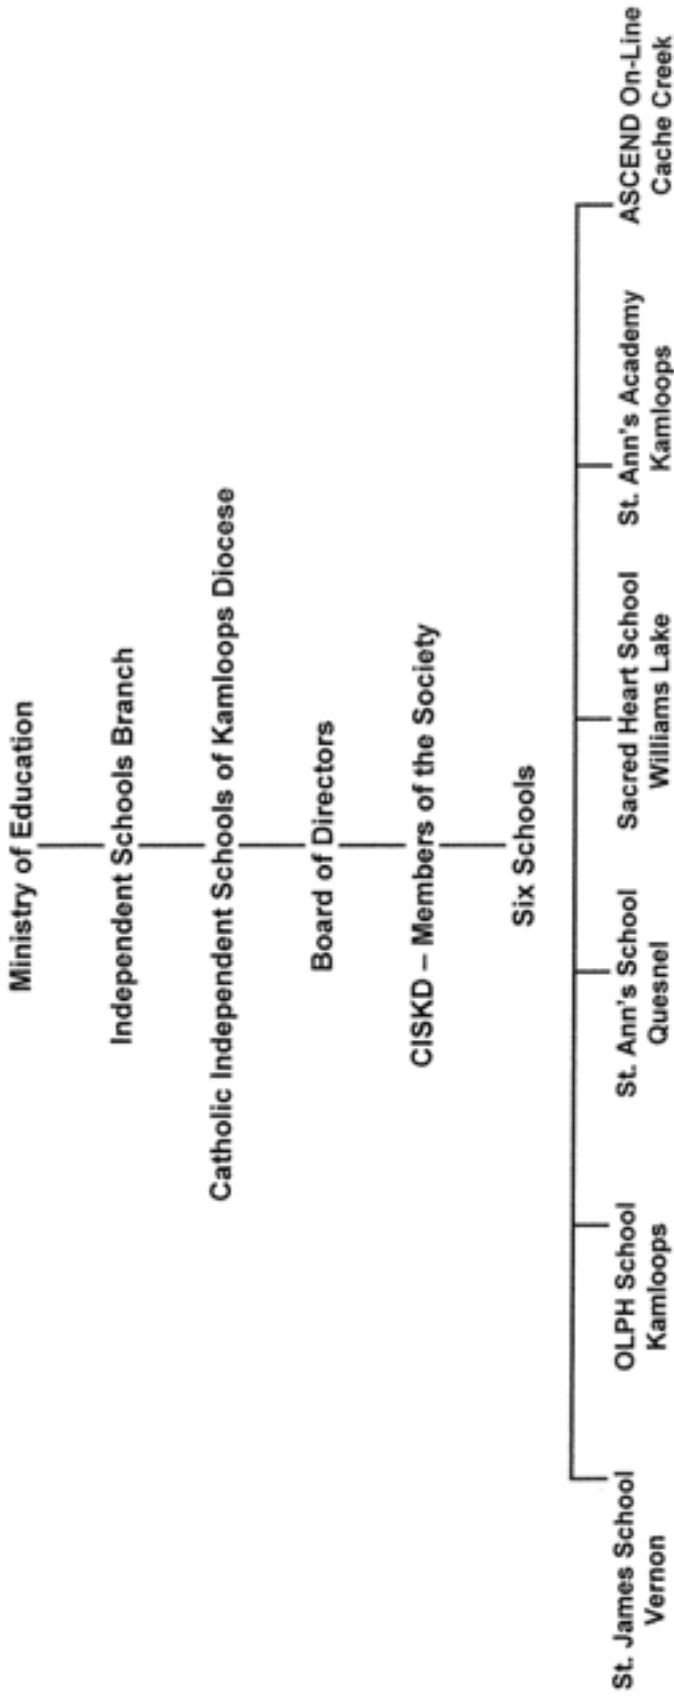 Ministry of Education
Independent Schools Branch
Catholic Independent Schools of Kamloops Diocese
Board of Directors
CISKD – Members of the Society
Six Schools
St. James School
Vernon
OLPH School
Kamloops
St. Ann's School
Quesnel
Sacred Heart School
Williams Lake
St. Ann's Academy
Kamloops
ASCEND On-Line
Cache Creek